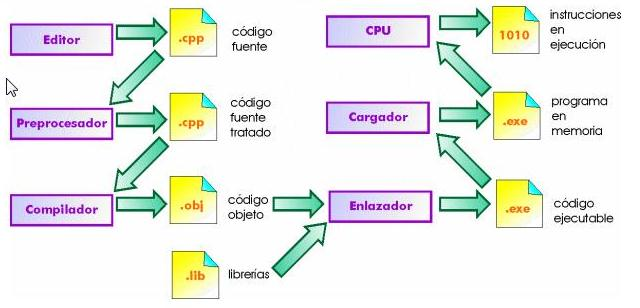 Editor
.cpp
código
fuente
Preprocesador
.cpp
código
fuente
tratado
Compilador
.obj
código
objeto
.lib
librerías
Enlazador
.exe
código
ejecutable
Cargador
.exe
programa
en
memoria
CPU
1010
instrucciones
en
ejecución